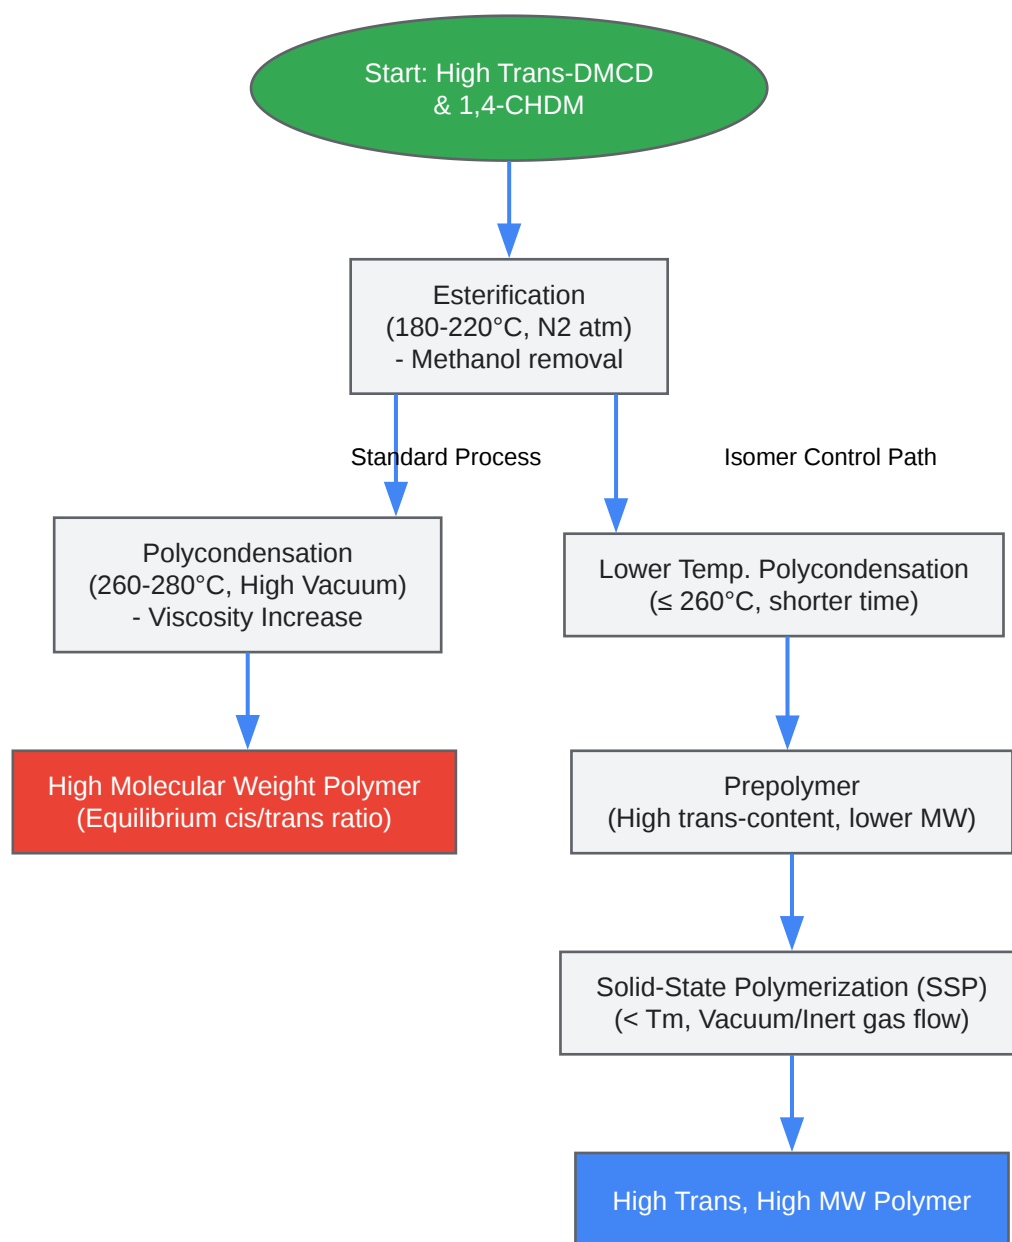 Start: High Trans-DMCD
& 1,4-CHDM
Esterification
(180-220°C, N2 atm)
- Methanol removal
Standard Process
Isomer Control Path
Polycondensation
(260-280°C, High Vacuum)
- Viscosity Increase
Lower Temp. Polycondensation
(≤ 260°C, shorter time)
High Molecular Weight Polymer
(Equilibrium cis/trans ratio)
Prepolymer
(High trans-content, lower MW)
Solid-State Polymerization (SSP)
(< Tm, Vacuum/Inert gas flow)
High Trans, High MW Polymer